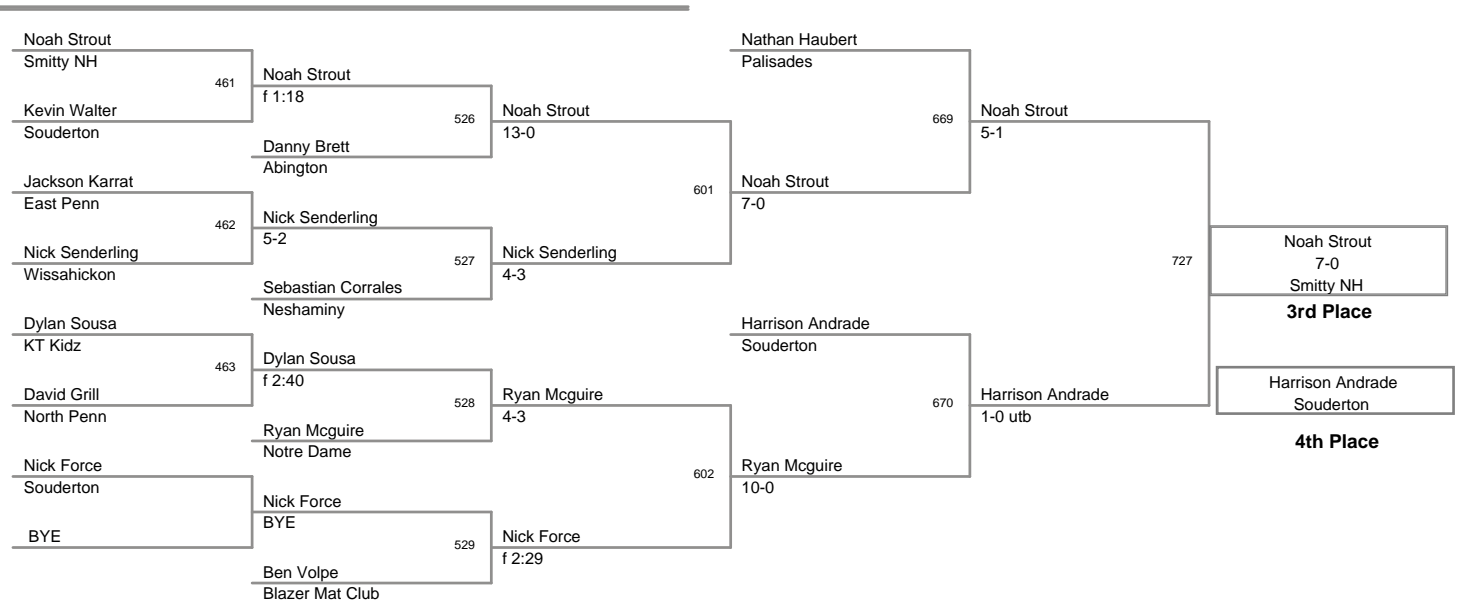 Noah Strout
Smitty NH
461
Kevin Walter
Souderton
Jackson Karrat
East Penn
462
Nick Senderling
Wissahickon
Dylan Sousa
KT Kidz
463
David Grill
North Penn
Nick Force
Souderton
BYE
Noah Strout
f 1:18
526
Danny Brett
Abington
Nick Senderling
5-2
527
Sebastian Corrales
Neshaminy
Dylan Sousa
f 2:40
528
Ryan Mcguire
Notre Dame
Nick Force
BYE
529
Ben Volpe
Blazer Mat Club
Noah Strout
13-0
601
Nick Senderling
4-3
Ryan Mcguire
4-3
602
Nick Force
f 2:29
Nathan Haubert
Palisades
669
Noah Strout
7-0
Harrison Andrade
Souderton
670
Ryan Mcguire
10-0
Noah Strout
5-1
727
Harrison Andrade
1-0 utb
Noah Strout
7-0
Smitty NH
3rd Place
Harrison Andrade
Souderton
4th Place